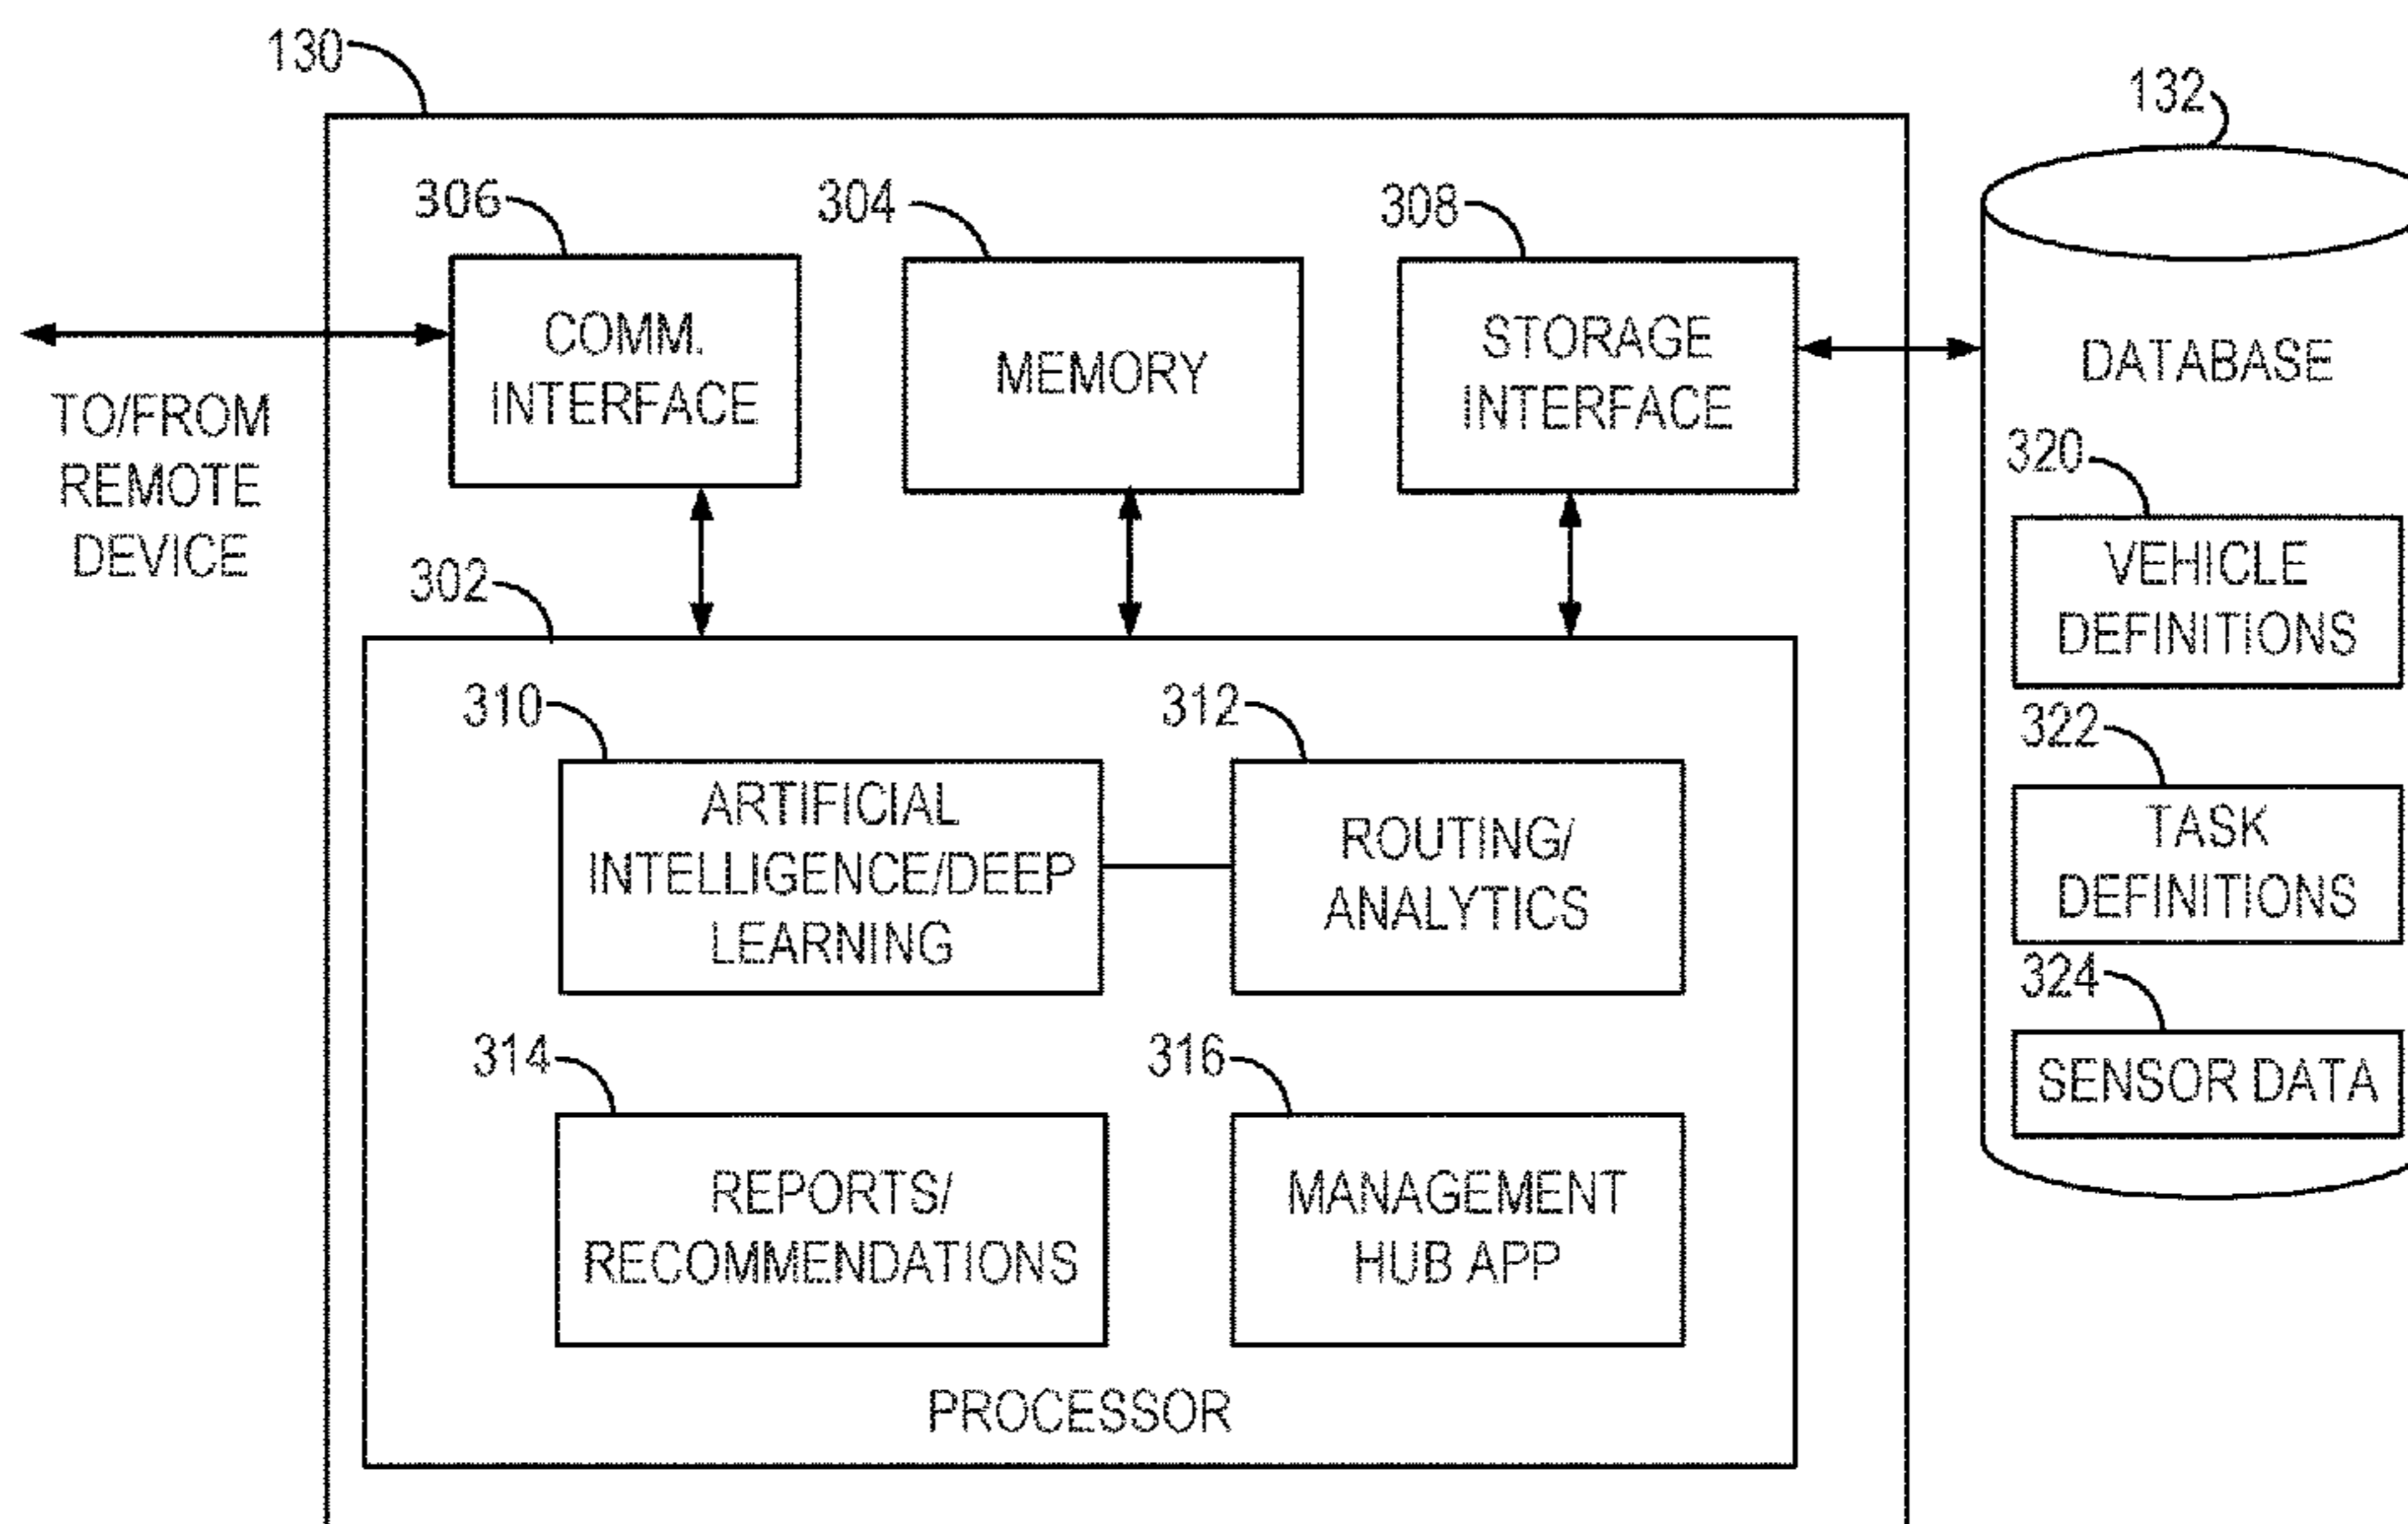 130
132
306
304
308
COMM.
INTERFACE
MEMORY
STORAGE
INTERFACE
DATABASE
TO/FROM
REMOTE
DEVICE
320
VEHICLE
DEFINITIONS
302
310
312
322
ARTIFICIAL
INTELLIGENCE/DEEP
LEARNING
ROUTING/
ANALYTICS
TASK
DEFINITIONS
324
SENSOR DATA
314
316
REPORTS/
RECOMMENDATIONS
MANAGEMENT
HUB APP
PROCESSOR